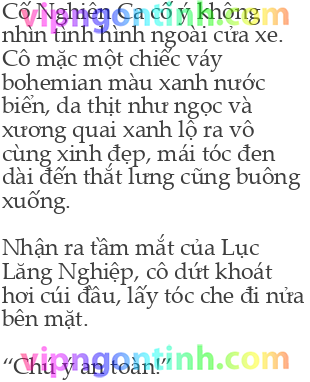 vipngontinh.com
Cố Nghiên Ca cố ý không
nhìn tình hình ngoài cửa xe.
Cô mặc một chiếc váy
bohemian màu xanh nước
biển, da thịt như ngọc và
xương quai xanh lộ ra vô
cùng xinh đẹp, mái tóc đen
dài đến thắt lưng cũng buông
xuống.
Nhận ra tầm mắt của Lục
Lăng Nghiệp, cô dứt khoát
hơi cúi đầu, lấy tóc che đi nửa
bên mặt.
“Chú ý an toàn!”
vipngontinh.com